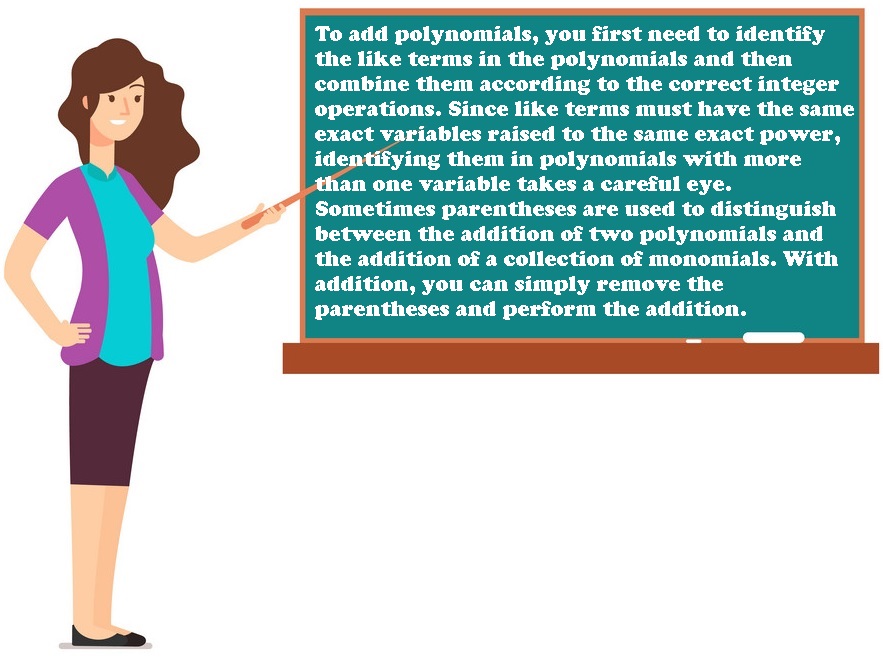 To add polynomials, you first need to identify
the like terms in the polynomials and then
combine them according to the correct integer
operations. Since like terms must have the same
exact variables raised to the same exact power,
identifying them in polynomials with more
than one variable takes a careful eye.
Sometimes parentheses are used to distinguish
between the addition of two polynomials and
the addition of a collection of monomials. With
addition, you can simply remove the
parentheses and perform the addition.